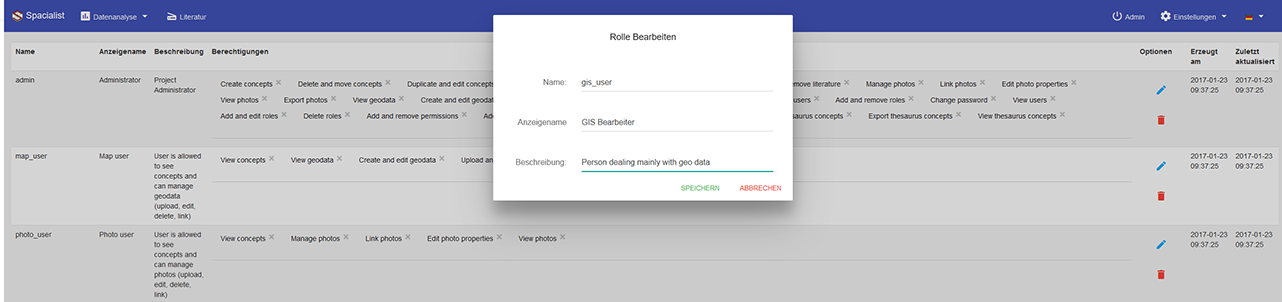 Spacialist Datenanalyse Literatur Admin Einstellungen
Rolle Bearbeiten
Name: gis_user
Anzeigename GIS Bearbeiter
Beschreibung: Person dealing mainly with geo data
SPEICHERN ABBRECHEN
Name Anzeigename Beschreibung Berechtigungen Optionen Erzeugt am Zuletzt aktualisiert
admin Administrator Project Administrator
Create concepts × Delete and move concepts × Duplicate and edit concepts move literature × Manage photos × Link photos × Edit photo properties ×
View photos × Export photos × View geodata × Create and edit geodata users × Add and remove roles × Change password × View users ×
Add and edit roles × Delete roles × Add and remove permissions × Ad saurus concepts × Export thesaurus concepts × View thesaurus concepts ×
2017-01-23 09:37:25 2017-01-23 09:37:25
map_user Map user
User is allowed
to see
concepts and
can manage
geodata
(upload, edit,
delete, link)
View concepts × View geodata × Create and edit geodata × Upload an
2017-01-23 09:37:25 2017-01-23 09:37:25
photo_user Photo user
User is allowed
to see
concepts and
can manage
photos (upload,
edit, delete,
link)
View concepts × Manage photos × Link photos × Edit photo properties × View photos ×
2017-01-23 09:37:25 2017-01-23 09:37:25